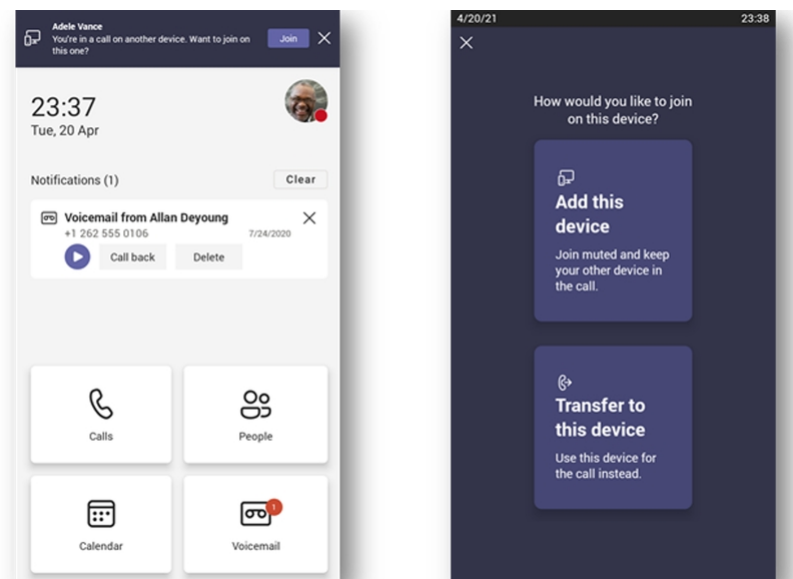 Adele Vance
You're in a call on another device. Want to join on
this one?
Join
23:37
Tue, 20 Apr
Notifications (1)
Clear
Voicemail from Allan Deyoung
+1 262 555 0106
7/24/2020
Call back
Delete
Calls
People
Calendar
1
Voicemail
4/20/21
23:38
How would you like to join
on this device?
Add this
device
Join muted and keep
your other device in
the call.
Transfer to
this device
Use this device for
the call instead.